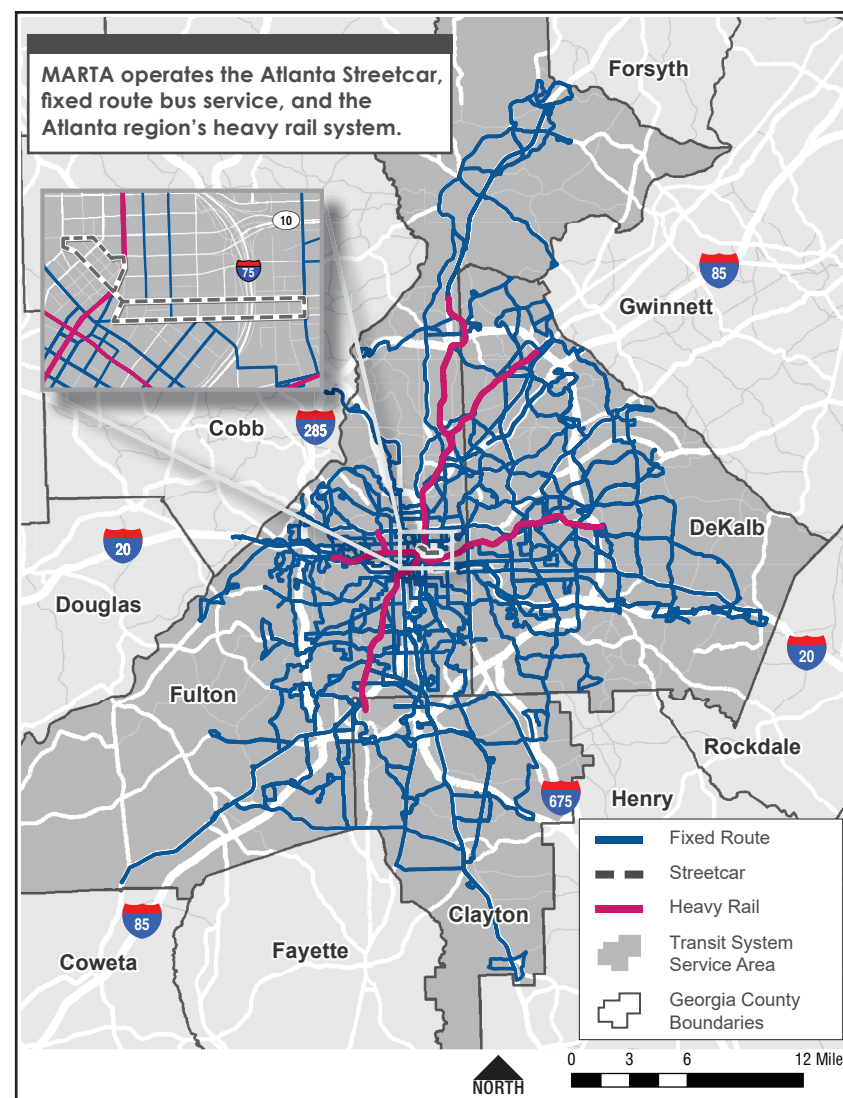 MARTA operates the Atlanta Streetcar,
fixed route bus service, and the
Atlanta region's heavy rail system.
Forsyth
10
75
85
Gwinnett
Cobb
285
DeKalb
20
Douglas
20
Fulton
Rockdale
675
Henry
Clayton
85
Coweta
Fayette
Fixed Route
Streetcar
Heavy Rail
Transit System
Service Area
Georgia County
Boundaries
NORTH
0 3 6 12 Mile